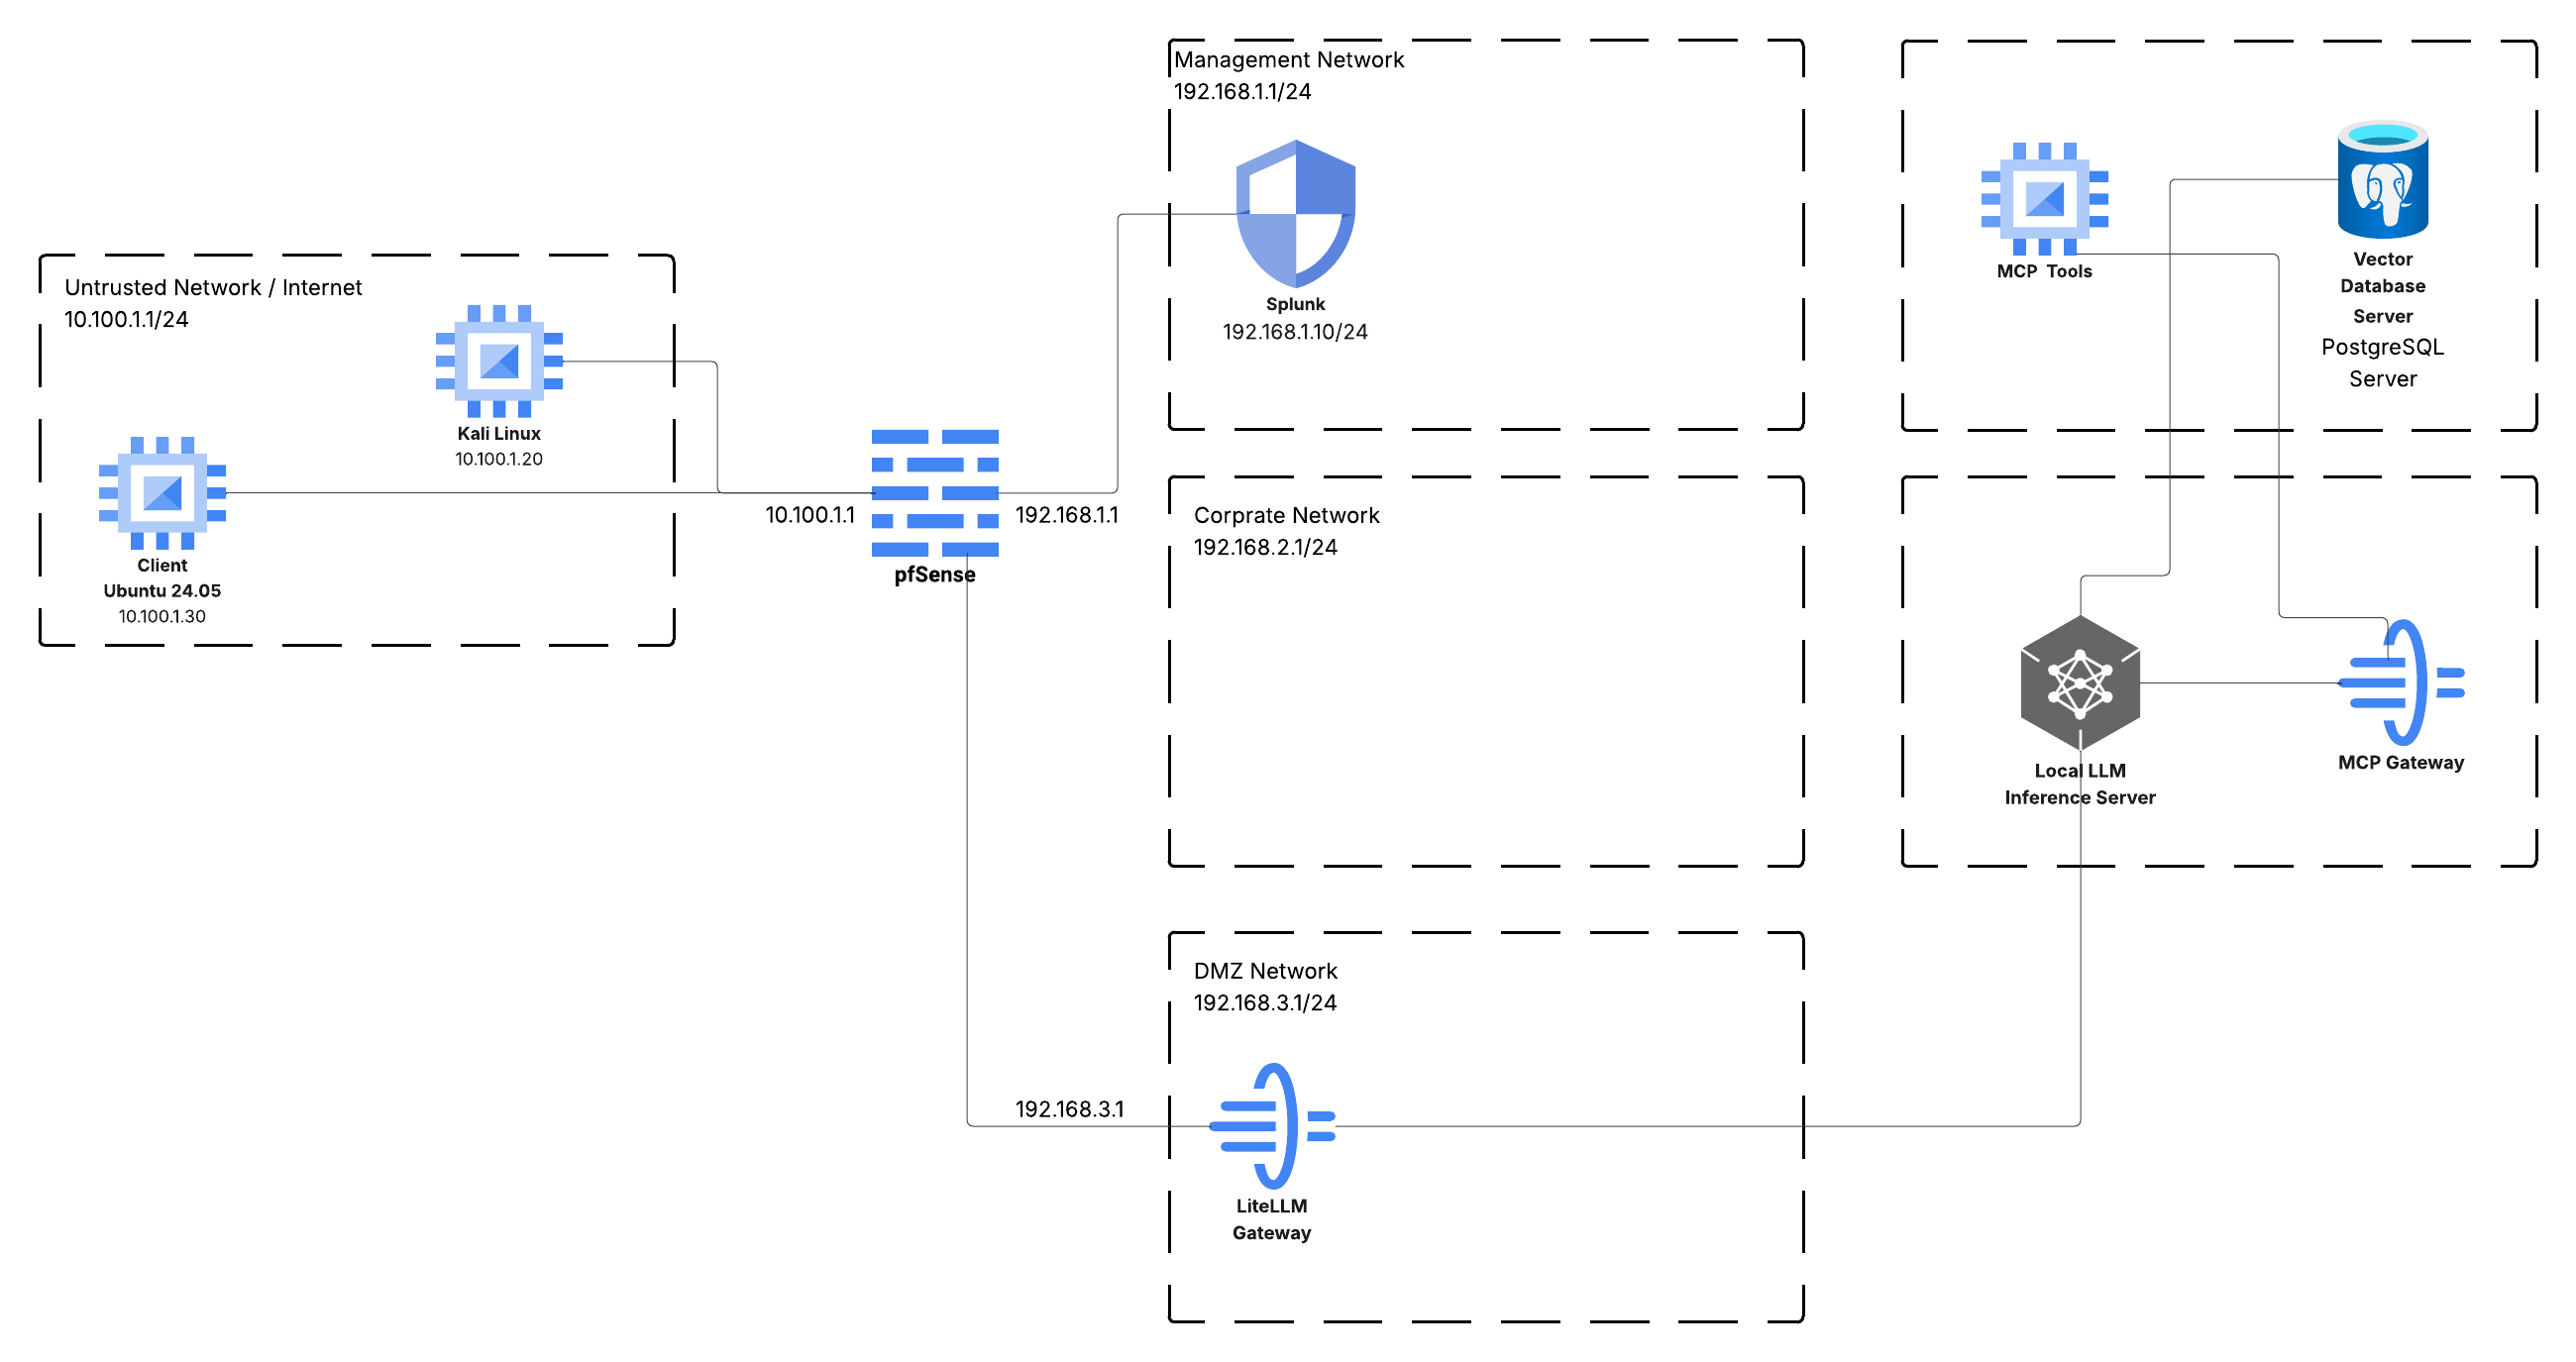 Management Network
192.168.1.1/24
Splunk
192.168.1.10/24
MCP  Tools
Vector
Database
Server
PostgreSQL
Server
Untrusted Network / Internet
10.100.1.1/24
Kali Linux
10.100.1.20
Client
Ubuntu 24.05
10.100.1.30
10.100.1.1
192.168.1.1
pfSense
Corprate Network
192.168.2.1/24
Local LLM
Inference Server
MCP Gateway
DMZ Network
192.168.3.1/24
192.168.3.1
LiteLLM
Gateway